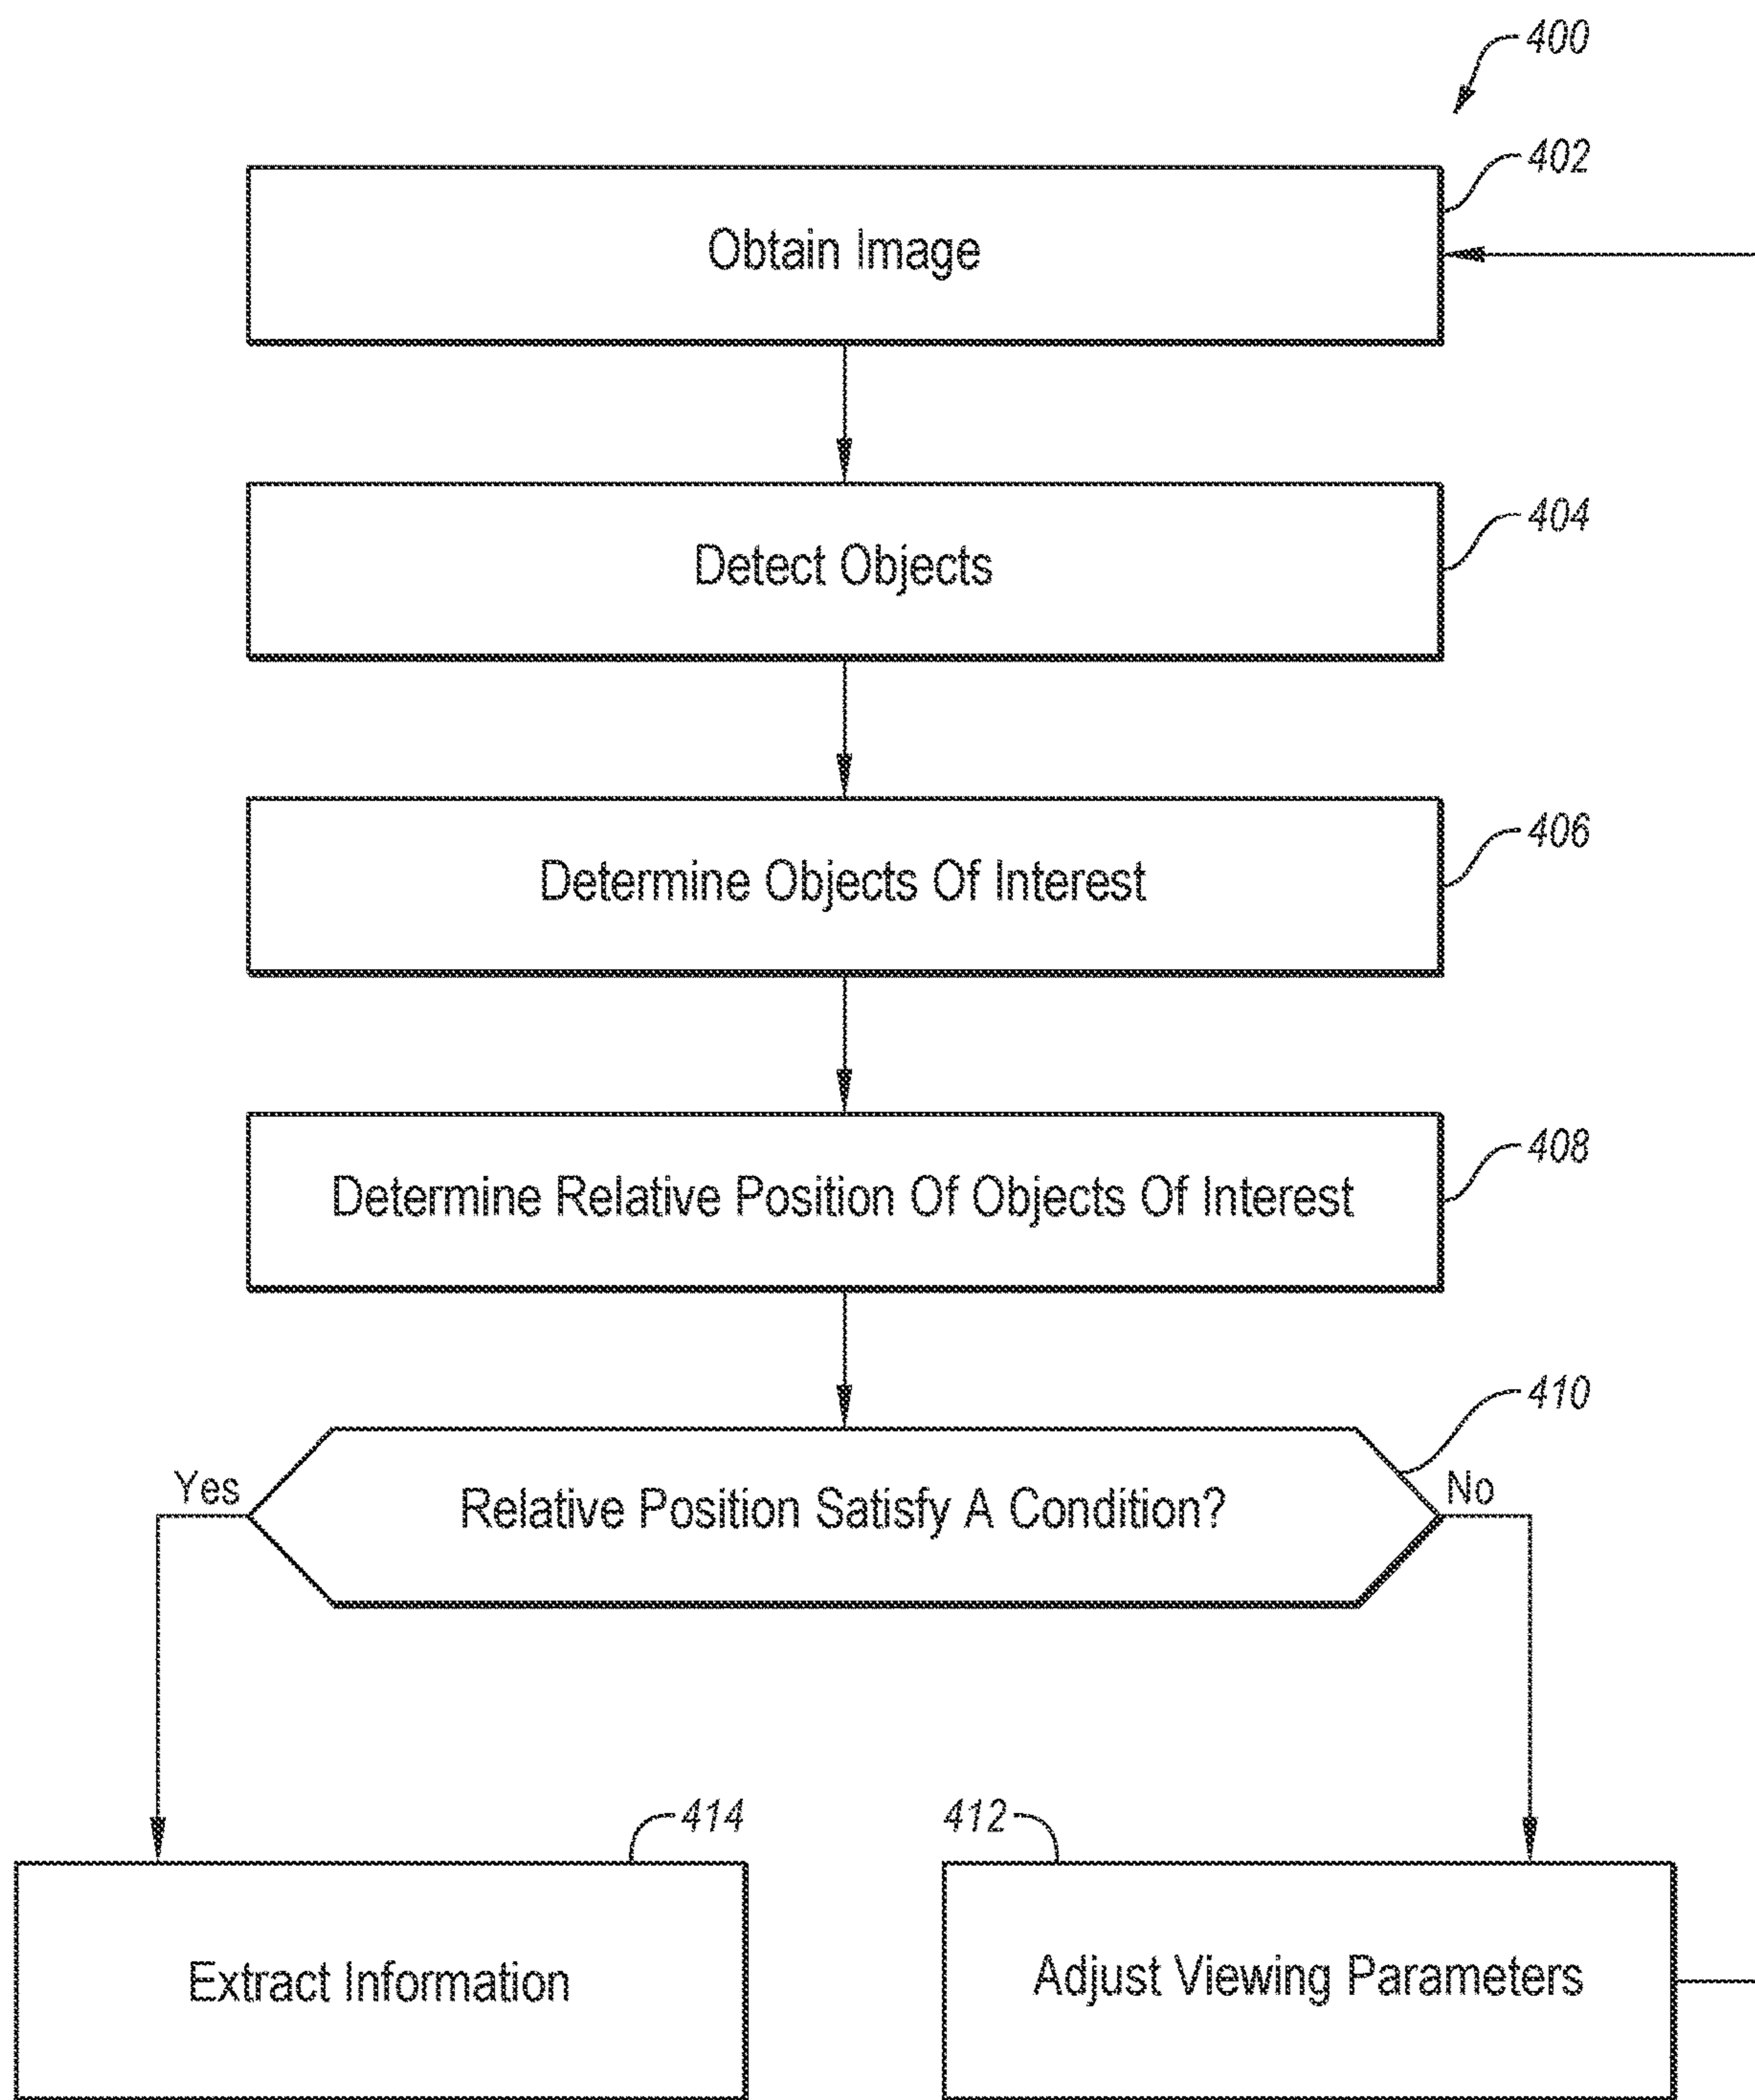 400
402
Obtain Image
404
Detect Objects
406
Determine Objects Of Interest
408
Determine Relative Position Of Objects Of Interest
410
Yes
Relative Position Satisfy A Condition?
No
414
412
Extract Information
Adjust Viewing Parameters